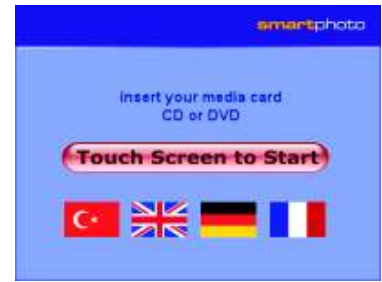 smartphoto
insert your media card
CD or DVD
Touch Screen to Start